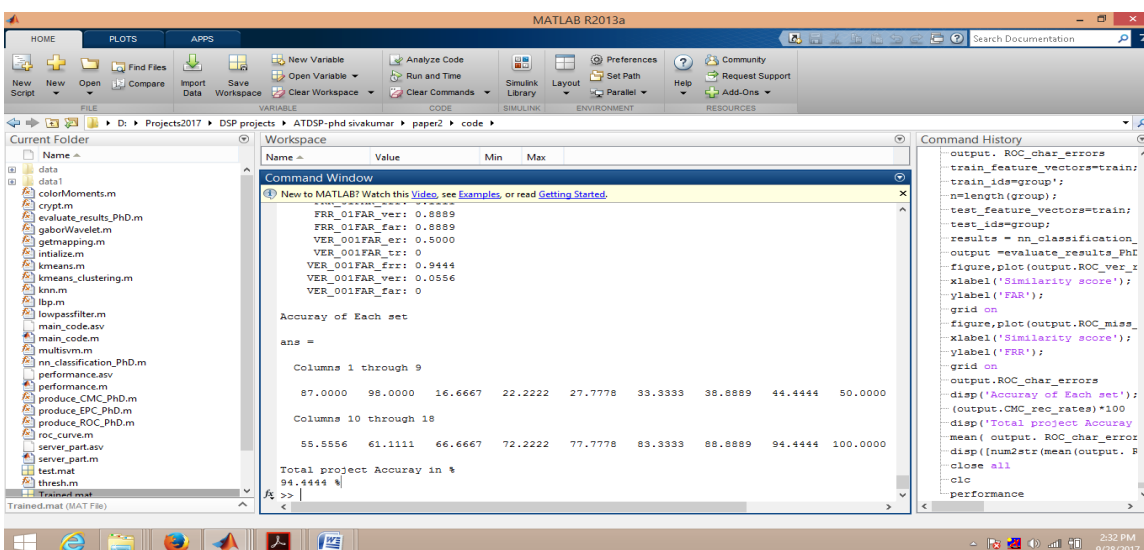 MATLAB R2013a
HOME PLOTS APPS
Search Documentation
New Script
New
Open
Find Files
Compare
Import Data
Save Workspace
New Variable
Open Variable
Clear Workspace
Analyze Code
Run and Time
Clear Commands
Simulink Library
Layout
Preferences
Set Path
Parallel
Help
Community
Request Support
Add-Ons
FILE VARIABLE CODE SIMULINK ENVIRONMENT RESOURCES
D: Projects2017 DSP projects ATDSP-phd sivakumar paper2 code
Current Folder
Name
data
data1
colorMoments.m
crypt.m
evaluate_results_PhD.m
gaborWavelet.m
getmapping.m
intialize.m
kmeans.m
kmeans_clustering.m
knn.m
lbp.m
lowpassfilter.m
main_code.asv
main_code.m
multisvm.m
nn_classification_PhD.m
performance.asv
performance.m
produce_CMC_PhD.m
produce_EPC_PhD.m
produce_ROC_PhD.m
roc_curve.m
server_part.asv
server_part.m
test.mat
thresh.m
Trained.mat
Trained.mat (MAT File)
Workspace
Name Value Min Max
Command Window
New to MATLAB? Watch this Video, see Examples, or read Getting Started.
FRR_01FAR_ver: 0.8889
FRR_01FAR_far: 0.8889
VER_001FAR_er: 0.5000
VER_001FAR_tr: 0
VER_001FAR_frr: 0.9444
VER_001FAR_ver: 0.0556
VER_001FAR_far: 0
Accuray of Each set
ans =
Columns 1 through 9
87.0000 98.0000 16.6667 22.2222 27.7778 33.3333 38.8889 44.4444 50.0000
Columns 10 through 18
55.5556 61.1111 66.6667 72.2222 77.7778 83.3333 88.8889 94.4444 100.0000
Total project Accuray in %
94.4444 %
fx >>
Command History
output. ROC_char_errors
train_feature_vectors=train;
train_ids=group';
n=length(group);
test_feature_vectors=train;
test_ids=group;
results = nn_classification_
output =evaluate_results_PhD
figure,plot(output.ROC_ver_r
xlabel('Similarity score');
ylabel('FAR');
grid on
figure,plot(output.ROC_miss_
xlabel('Similarity score');
ylabel('FRR');
grid on
output.ROC_char_errors
disp('Accuray of Each set');
(output.CMC_rec_rates)*100
disp('Total project Accuray
mean( output. ROC_char_error
disp([num2str(mean(output. R
close all
clc
performance
2:32 PM
9/28/2017